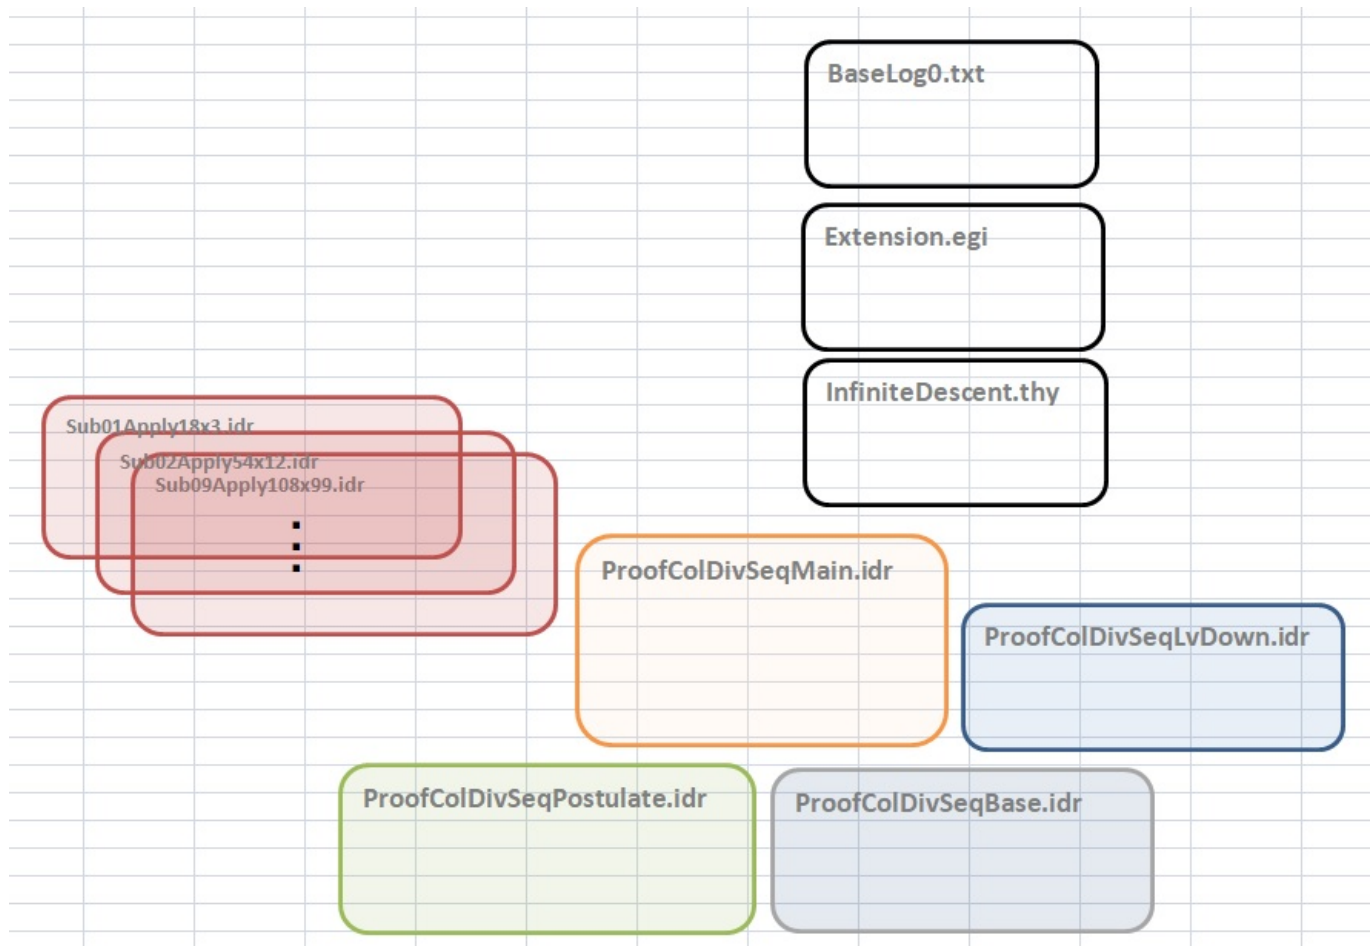 BaseLog0.txt
Extension.egi
InfiniteDescent.thy
Sub01Apply18x3.idr
Sub02Apply54x12.idr
Sub09Apply108x99.idr
ProofColDivSeqMain.idr
ProofColDivSeqLvDown.idr
ProofColDivSeqPostulate.idr
ProofColDivSeqBase.idr